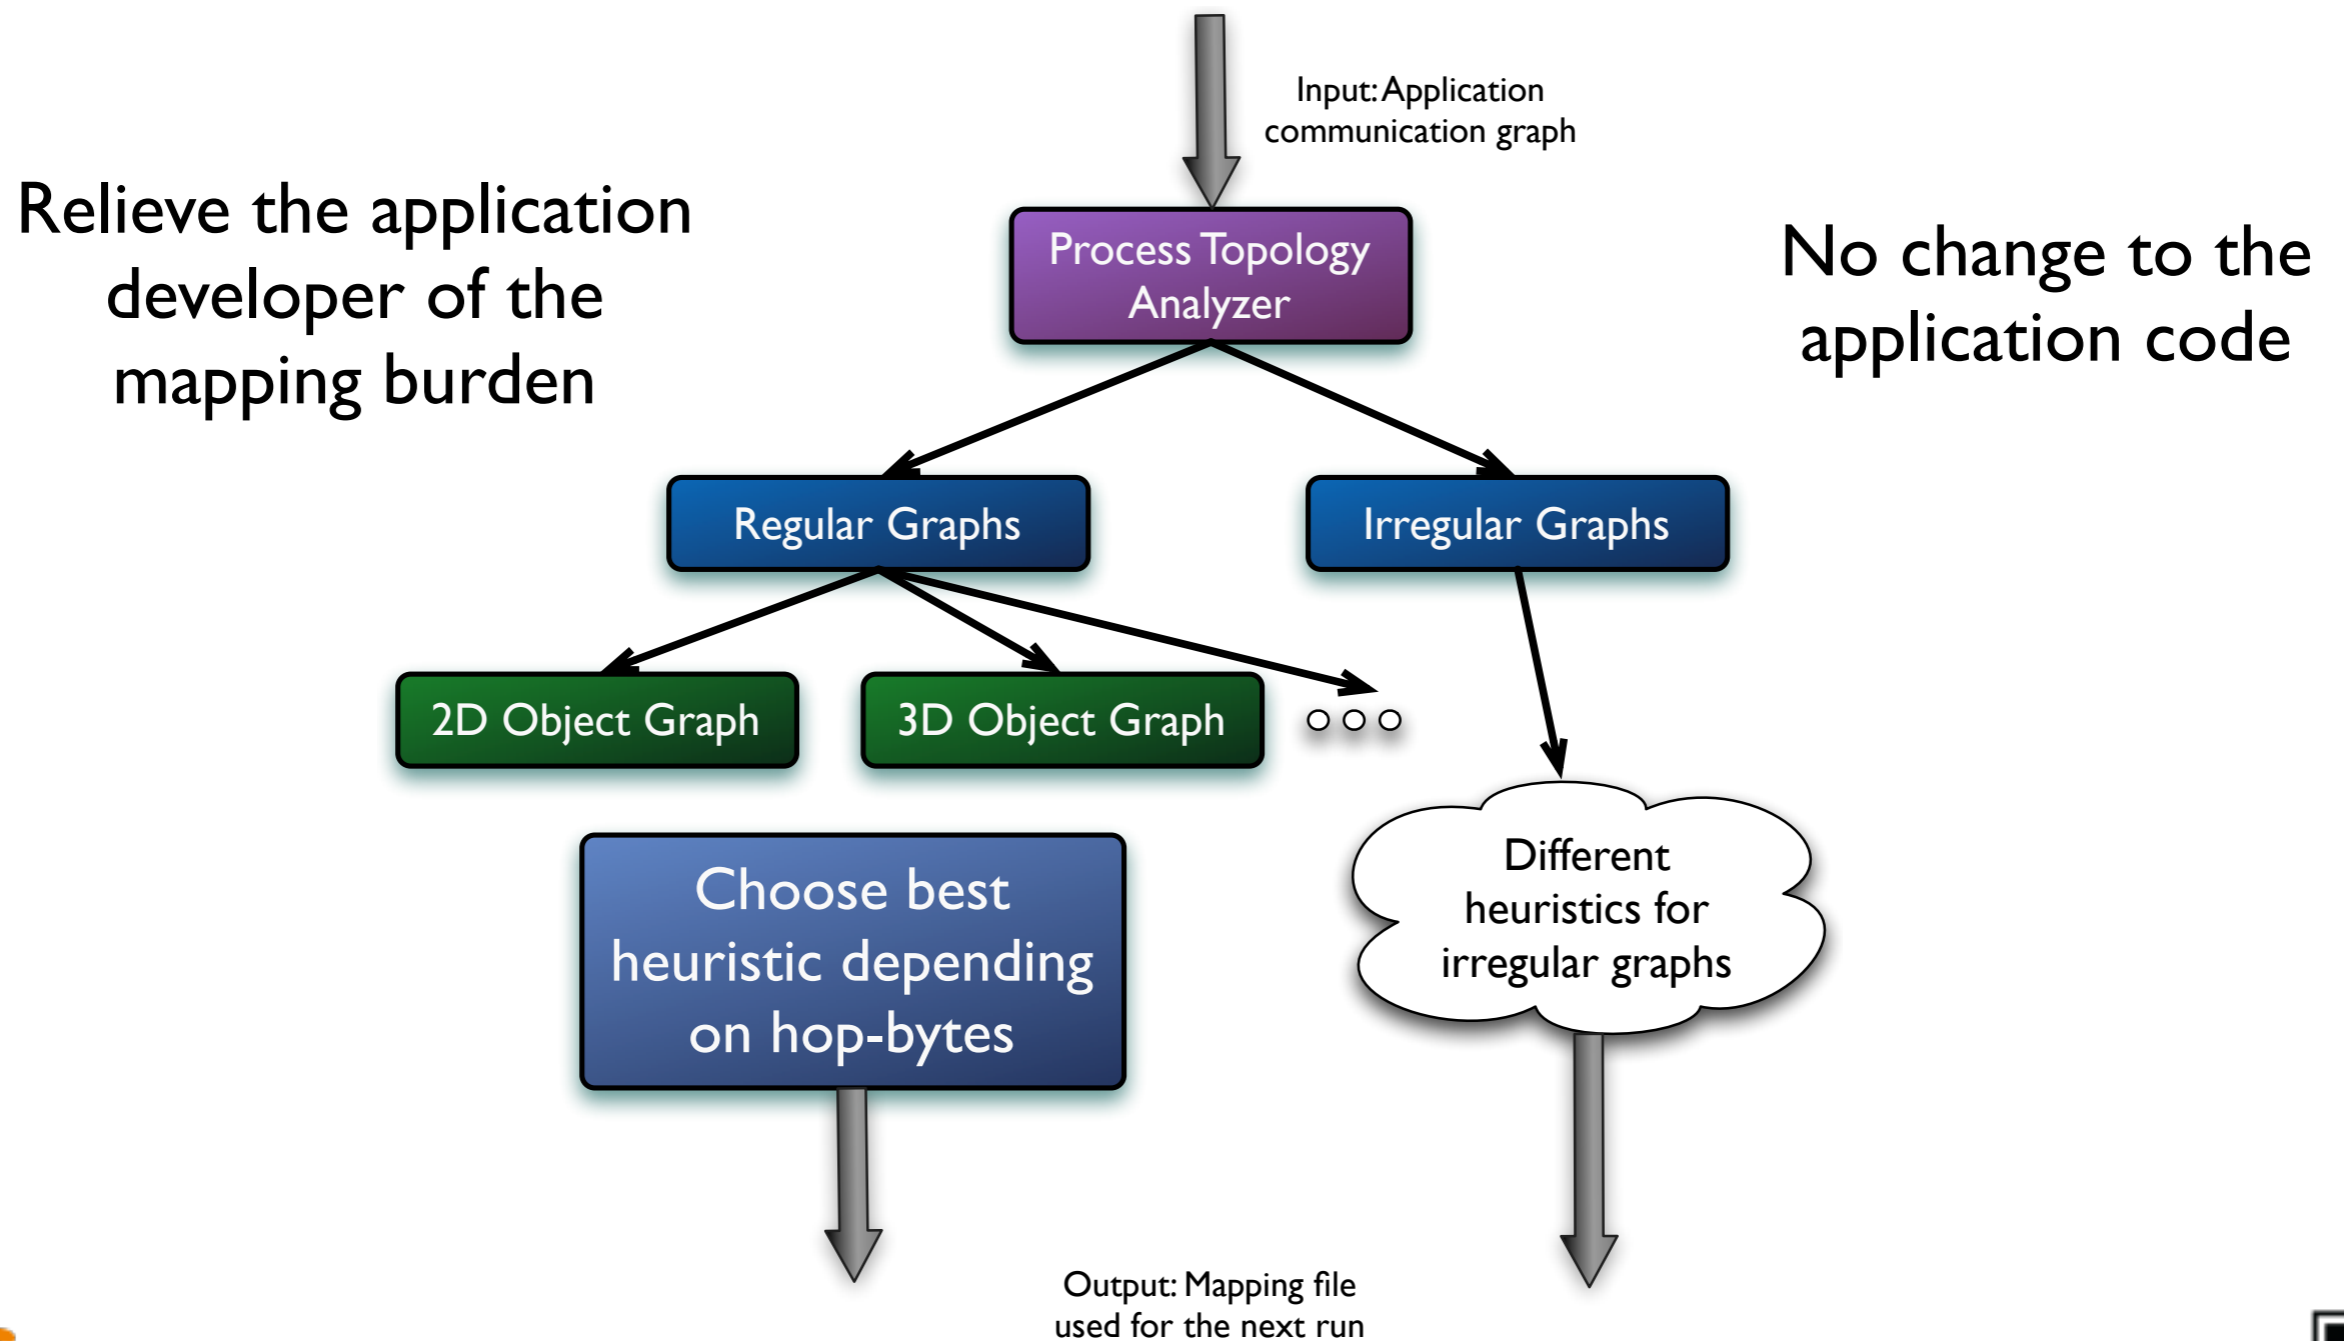 Input: Application
communication graph
Relieve the application
developer of the
mapping burden
Process Topology
Analyzer
No change to the
application code
Regular Graphs
Irregular Graphs
2D Object Graph
3D Object Graph
Choose best
heuristic depending
on hop-bytes
Different
heuristics for
irregular graphs
Output: Mapping file
used for the next run